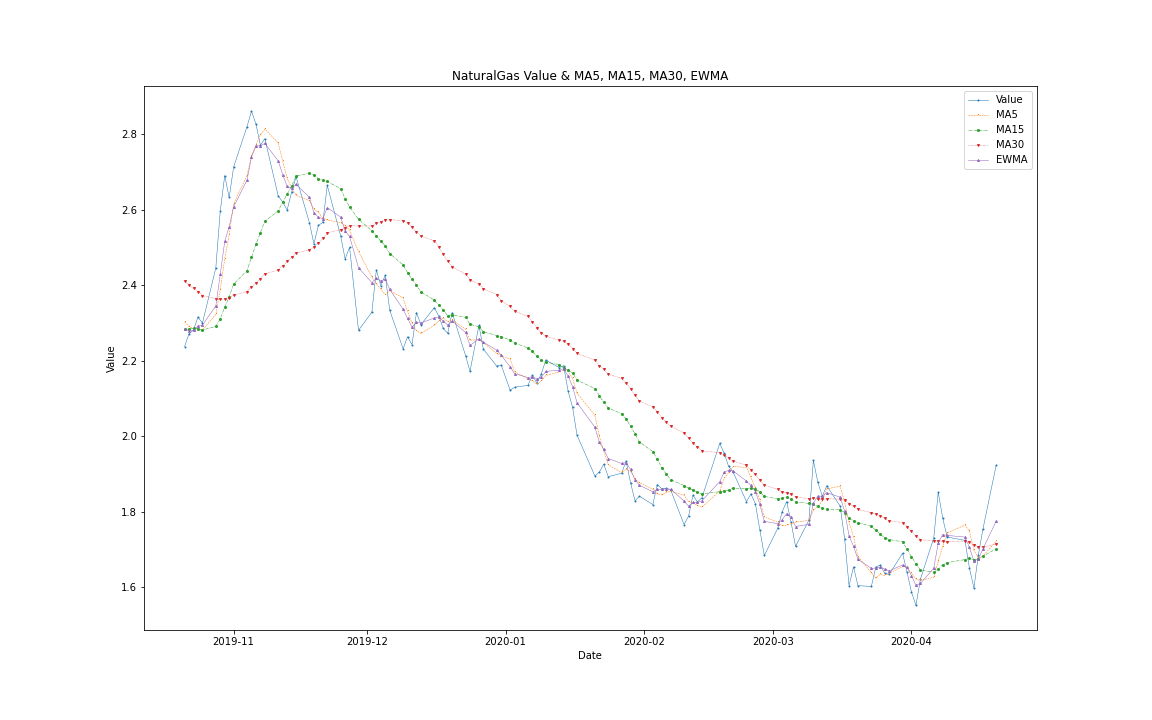 NaturalGas Value & MA5, MA15, MA30, EWMA
Value
MA5
MA15
MA30
EWMA
2.8
2.6
2.4
2.2
2.0
1.8
1.6
Value
2019-11
2019-12
2020-01
2020-02
2020-03
2020-04
Date